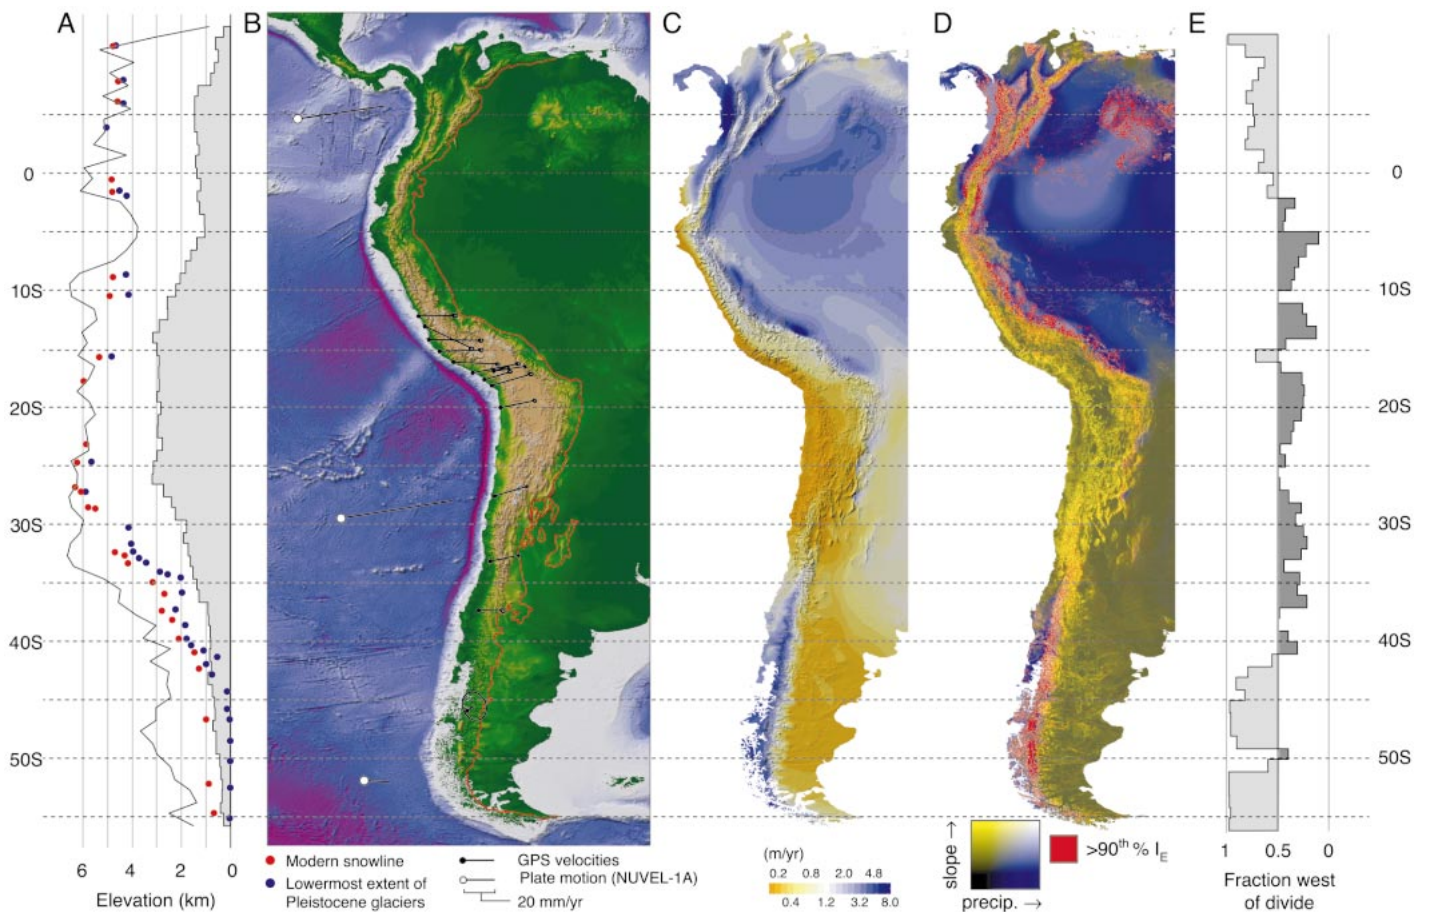 A
B
C
D
E
0
10S
20S
30S
40S
50S
0
10S
20S
30S
40S
50S
6 4 2 0
Elevation (km)
Modern snowline
Lowermost extent of
Pleistocene glaciers
GPS velocities
Plate motion (NUVEL-1A)
20 mm/yr
(m/yr)
0.2 0.8 2.0 4.8
0.4 1.2 3.2 8.0
slope →
precip. →
>90th % IE
1 0.5 0
Fraction west
of divide